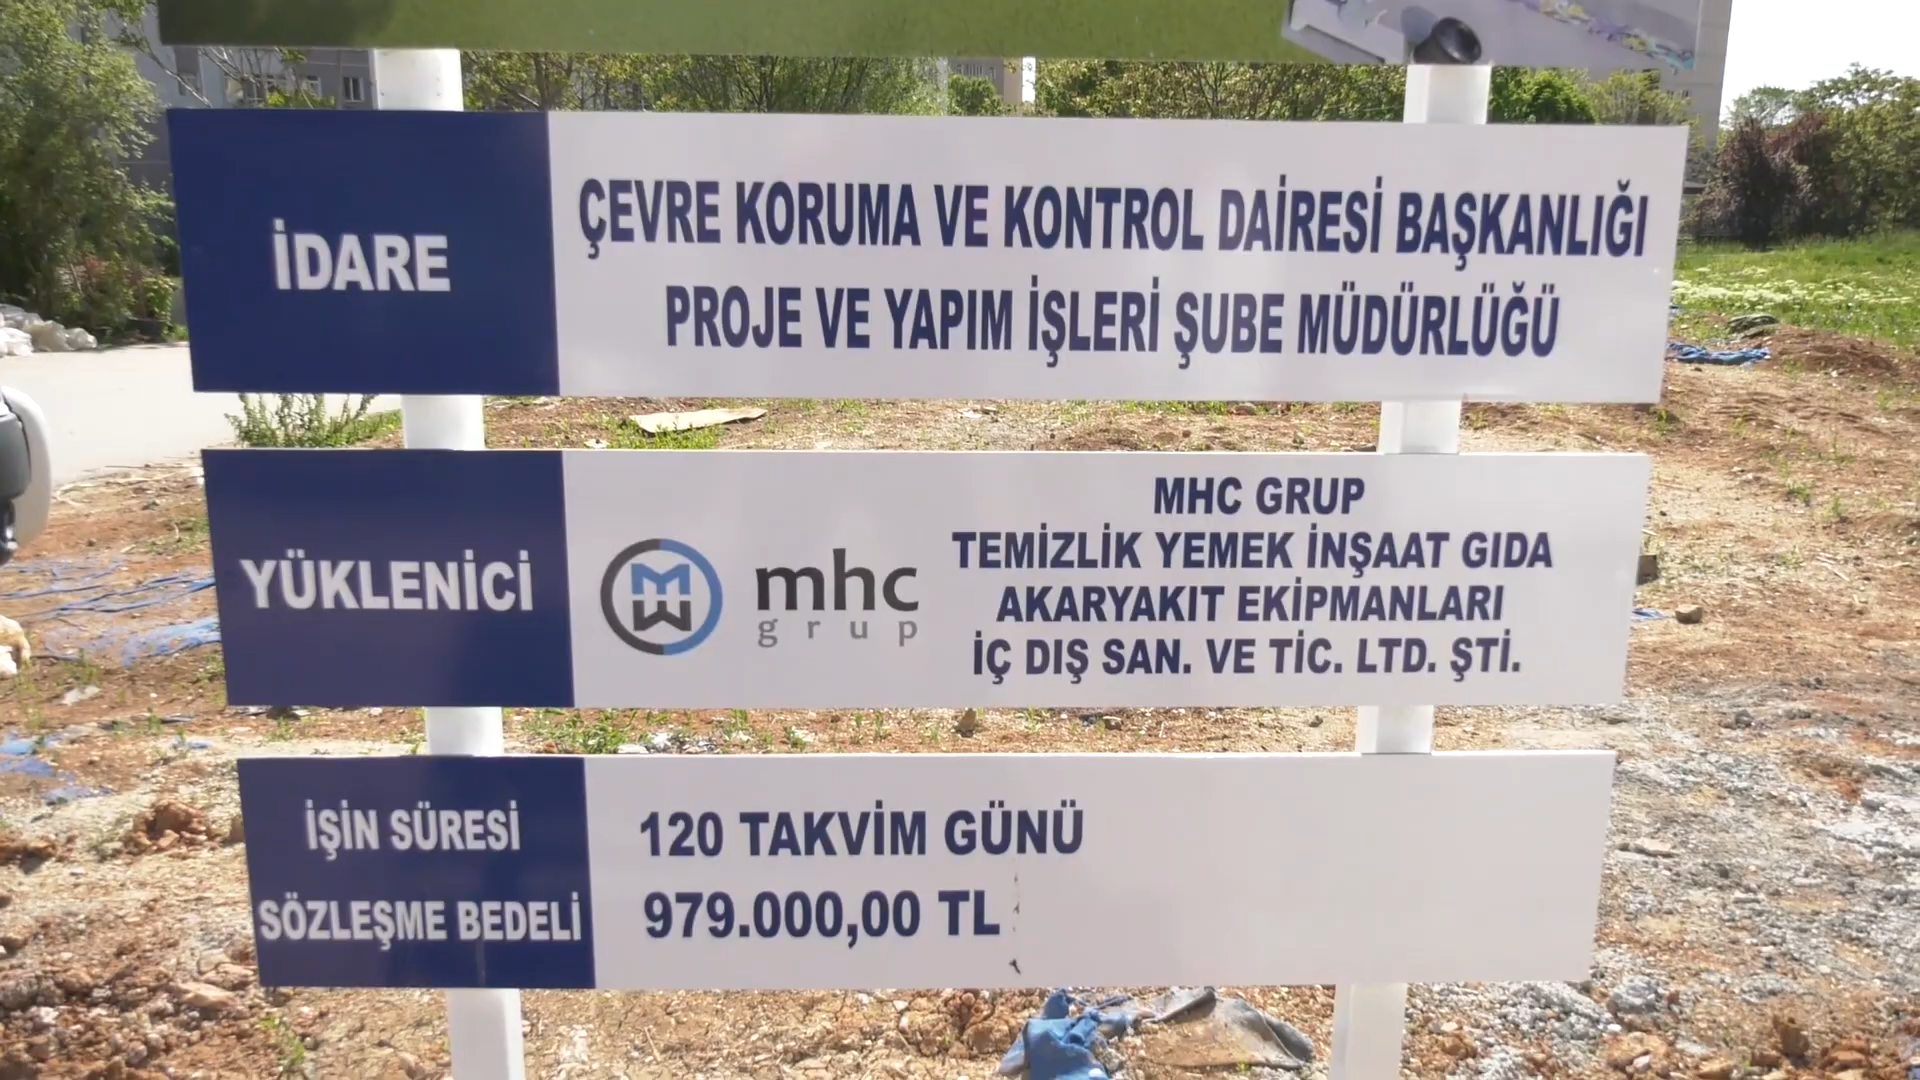 İDARE
ÇEVRE KORUMA VE KONTROL DAİRESİ BAŞKANLIĞI
PROJE VE YAPIM İŞLERİ ŞUBE MÜDÜRLÜĞÜ
YÜKLENİCİ
mhc
grup
MHC GRUP
TEMİZLİK YEMEK İNŞAAT GIDA
AKARYAKIT EKİPMANLARI
İÇ DIŞ SAN. VE TİC. LTD. ŞTİ.
İŞİN SÜRESİ
120 TAKVİM GÜNÜ
SÖZLEŞME BEDELİ
979.000,00 TL